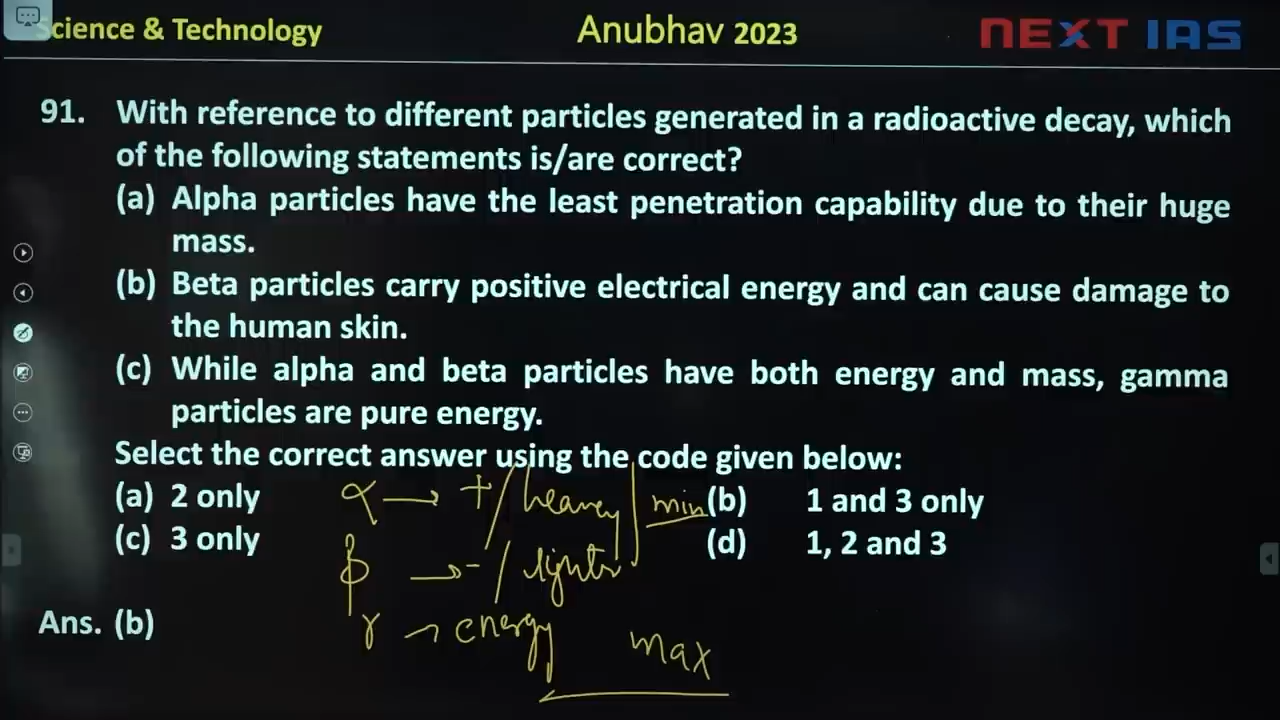 Science & Technology Anubhav 2023 NEXT IAS
91. With reference to different particles generated in a radioactive decay, which
of the following statements is/are correct?
(a) Alpha particles have the least penetration capability due to their huge
mass.
(b) Beta particles carry positive electrical energy and can cause damage to
the human skin.
(c) While alpha and beta particles have both energy and mass, gamma
particles are pure energy.
Select the correct answer using the code given below:
(a) 2 only (b) 1 and 3 only
α → + / heavey | min
(c) 3 only (d) 1, 2 and 3
β → - /
Ans. (b)
γ → energy max